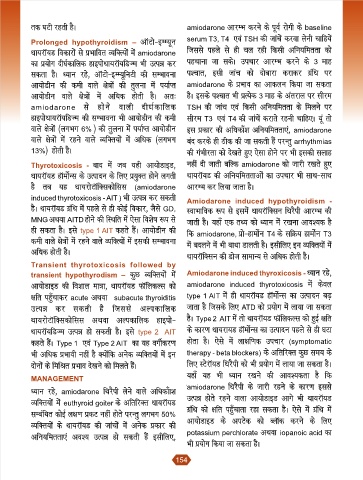 तक घटी रहती है।
Prolonged hypothyroidism – ऑटो-इम्म्यून
थायरॉयड विकारों से प्रभावित व्यक्तियों में amiodarone
का प्रयोग दीर्घकालिक हाइपोथायरॉयडिज्म भी उत्पन्न कर
सकता है। ध्यान रहे, ऑटो-इम्म्यूनिटी की सम्भावना
आयोडीन की कमी वाले क्षेत्रों की तुलना में पर्याप्त
आयोडीन वाले क्षेत्रों में अधिक होती है। अतः
amiodarone से होने वाली दीर्घकालिक
हाइपोथायरॉयडिज्म की सम्भावना भी आयोडीन की कमी
वाले क्षेत्रों (लगभग 6% ) की तुलना में पर्याप्त आयोडीन
वाले क्षेत्रों में रहने वाले व्यक्तियों में अधिक (लगभग
13%) होती है।
Thyrotoxicosis - बाद में जब यही आयोडाइड,
थायरॉयड हॉर्मोन्स के उत्पादन के लिए प्रयुक्त होने लगती
है तब यह थायरोटॉक्सिकोसिस (amiodarone
induced thyrotoxicosis - AIT ) भी उत्पन्न कर सकती
है। थायरॉयड ग्रंथि में पहले से ही कोई विकार, जैसे GD,
MNG अथवा AITD होने की स्थिति में ऐसा विशेष रूप से
ही सकता है। इसे type 1 AIT कहते हैं। आयोडीन की
कमी वाले क्षेत्रों में रहने वाले व्यक्तियों में इसकी सम्भावना
अधिक होती है।
Transient thyrotoxicosis followed by
transient hypothyrodism – कुछ व्यक्तियों में
आयोडाइड की विशाल मात्रा, थायरॉयड फॉलिकल्स को
क्षति पहुँचाकर acute अथवा subacute thyroiditis
उत्पन्न कर सकती है जिससे अल्पकालिक
थायरोटॉक्सिकोसिस अथवा अल्पकालिक हाइपो-
थायरॉयडिज्म उत्पन्न हो सकती है। इसे type 2 AIT
कहते हैं। Type 1 एवं Type 2 AIT का यह वर्गीकरण
भी अधिक प्रभावी नहीं है क्योंकि अनेक व्यक्तियों में इन
दोनों के मिश्रित प्रभाव देखने को मिलते हैं।
MANAGEMENT
ध्यान रहे, amiodarone थिरैपी लेने वाले अधिकांश
व्यक्तियों में euthyroid goiter के अतिरिक्त थायरॉयड
सम्बंधित कोई लक्षण प्रकट नहीं होते परन्तु लगभग 50%
व्यक्तियों के थायरॉयड की जांचों में अनेक प्रकार की
अनियमितताएं अवश्य उत्पन्न हो सकती हैं इसीलिए,
amiodarone आरम्भ करने के पूर्व रोगी के baseline
serum T3, T4 एवं TSH की जांचें करवा लेनी चाहियें
जिससे पहले से ही चल रही किसी अनियमितता को
पहचाना जा सके। उपचार आरम्भ करने के 3 माह
पश्चात, इसी जांच को दोबारा कराकर ग्रंथि पर
amiodarone के प्रभाव का आकलन किया जा सकता
है। इसके पश्चात भी प्रत्येक 3 माह के अंतराल पर सीरम
TSH की जांच एवं किसी अनियमितता के मिलने पर
सीरम T3 एवं T4 की जांचें कराते रहनी चाहिए। यूं तो
इस प्रकार की अधिकाँश अनियमितताएं, amiodarone
बंद करके ही ठीक की जा सकती हैं परन्तु arrhythmias
की गंभीरता को देखते हुए ऐसा होने पर भी इसकी सलाह
नहीं दी जाती बल्कि amiodarone को जारी रखते हुए
थायरॉयड की अनियमितताओं का उपचार भी साथ-साथ
आरम्भ कर लिया जाता है।
Amiodarone induced hypothyroidism -
स्वाभाविक रूप से इसमें थायरॉक्सिन थिरैपी आरम्भ की
जाती है। यहाँ एक तथ्य को ध्यान में रखना आवश्यक है
कि amiodarone, प्रो-हार्मोन T4 के सक्रिय हार्मोन T3
में बदलने में भी बाधा डालती है। इसीलिए इन व्यक्तियों में
थायरॉक्सिन की डोज सामान्य से अधिक होती है।
Amiodarone induced thyroxicosis - ध्यान रहें,
amiodarone induced thyrotoxicosis में केवल
type 1 AIT में ही थायरॉयड हॉर्मोन्स का उत्पादन बढ़
जाता है जिसके लिए ATD को प्रयोग में लाया जा सकता
है। Type 2 AIT में तो थायरॉयड फॉलिकल्स को हुई क्षति
के कारण थायरायड हॉर्मोन्स का उत्पादन पहले से ही घटा
होता है। ऐसे में लाक्षणिक उपचार (symptomatic
therapy - beta blockers) के अतिरिक्त कुछ समय के
लिए स्टेरॉयड थिरैपी को भी प्रयोग में लाया जा सकता है।
यहाँ यह भी ध्यान रखने की आवश्यकता है कि
amiodarone थिरैपी के जारी रहने के कारण इससे
उत्पन्न होते रहने वाला आयोडाइड आगे भी थायरॉयड
ग्रंथि को क्षति पहुँचाता रहा सकता है। ऐसे में ग्रंथि में
आयोडाइड के अपटेक को ब्लॉक करने के लिए
potassium perchlorate अथवा iopanoic acid का
भी प्रयोग किया जा सकता है।
154